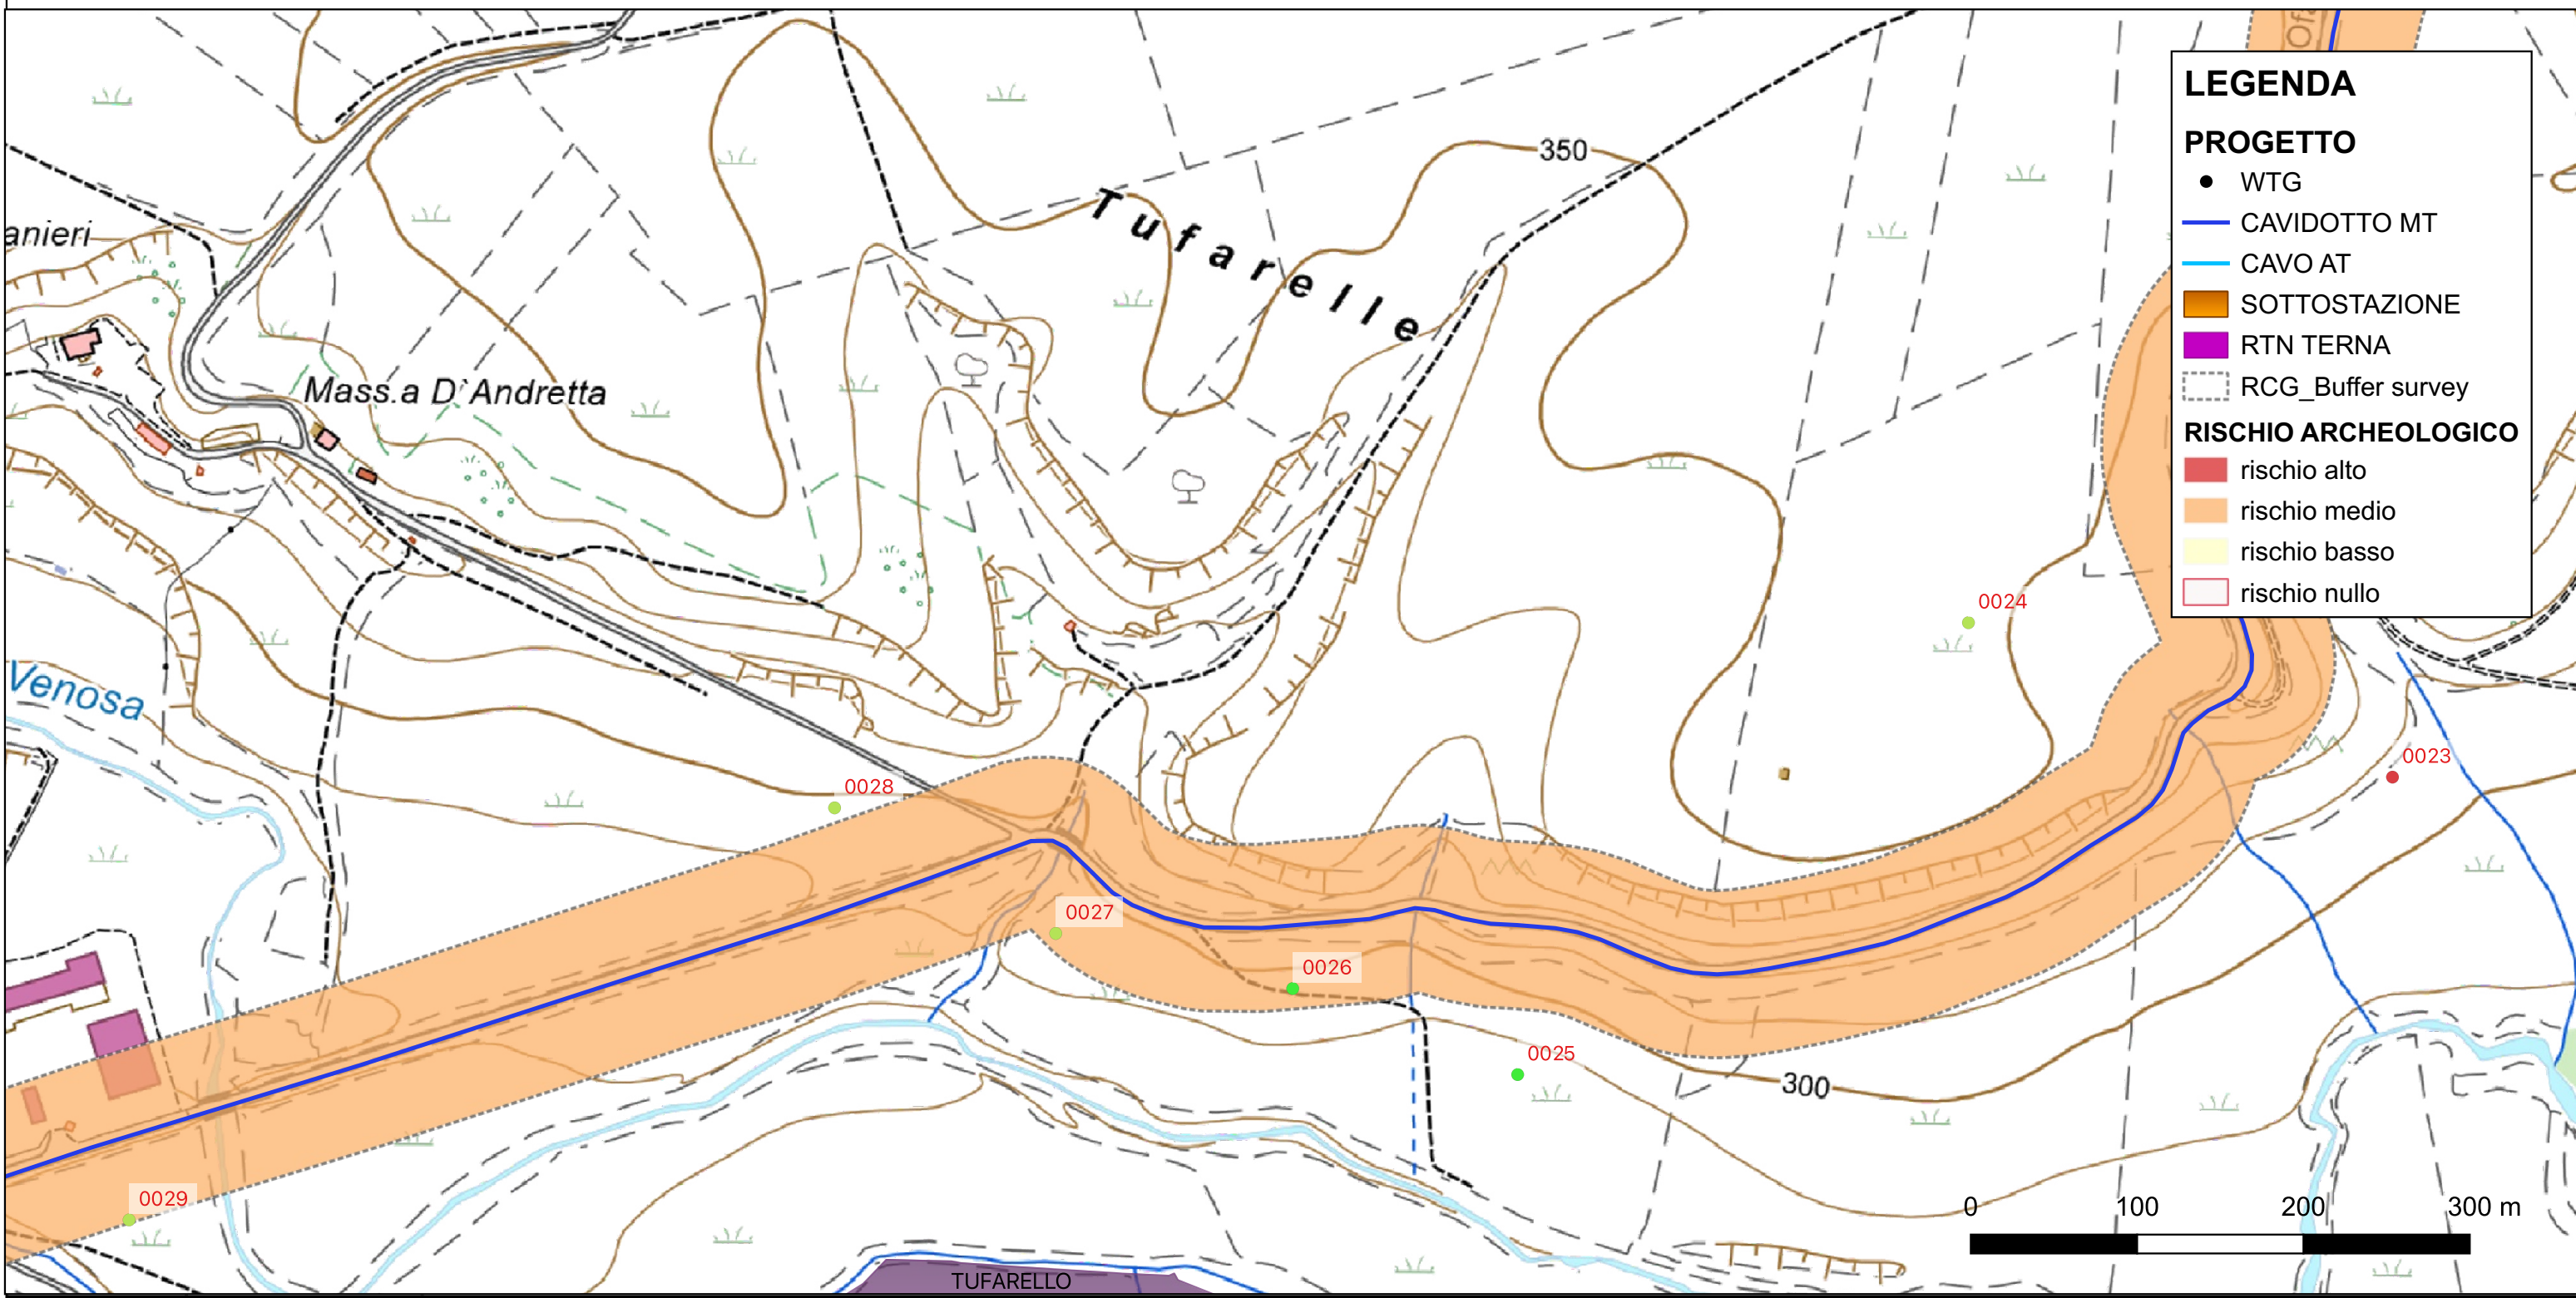 Ofa
LEGENDA
PROGETTO
WTG
CAVIDOTTO MT
CAVO AT
SOTTOSTAZIONE
RTN TERNA
RCG_Buffer survey
RISCHIO ARCHEOLOGICO
rischio alto
rischio medio
rischio basso
rischio nullo
350
Tufarelle
anieri
Mass.a D`Andretta
Venosa
0024
0023
0028
0027
0026
0025
300
0029
0 100 200 300 m
TUFARELLO